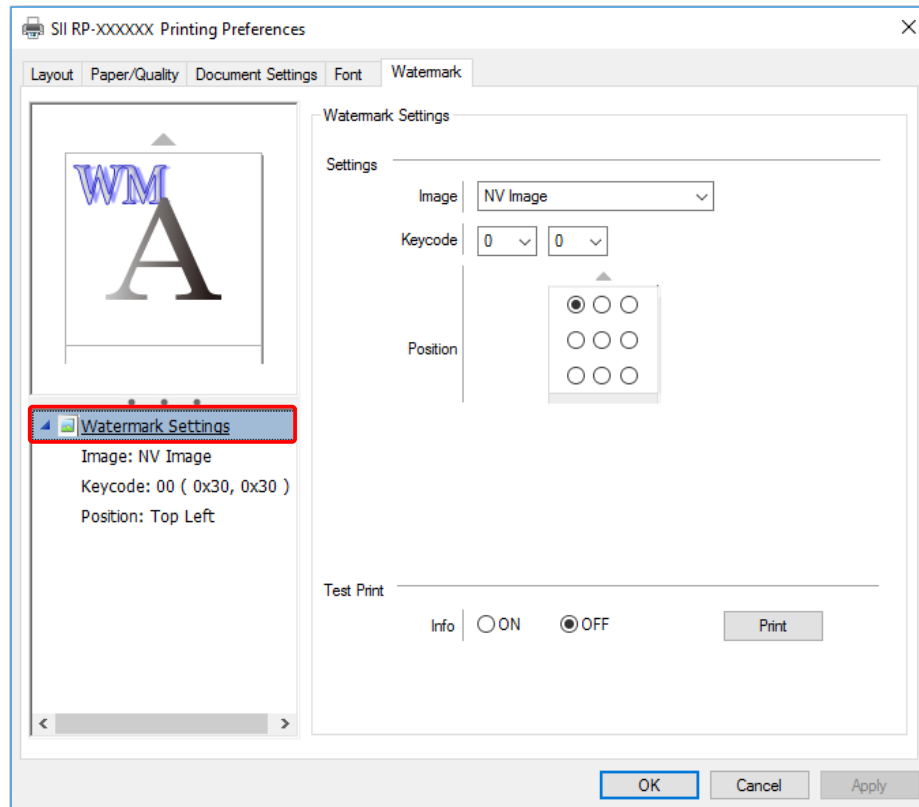 SII RP-XXXXXX Printing Preferences
Layout Paper/Quality Document Settings Font Watermark
WM
A
Watermark Settings
Image: NV Image
Keycode: 00 ( 0x30, 0x30 )
Position: Top Left
Watermark Settings
Settings
Image NV Image
Keycode 0 0
Position
Test Print
Info ON OFF Print
OK Cancel Apply